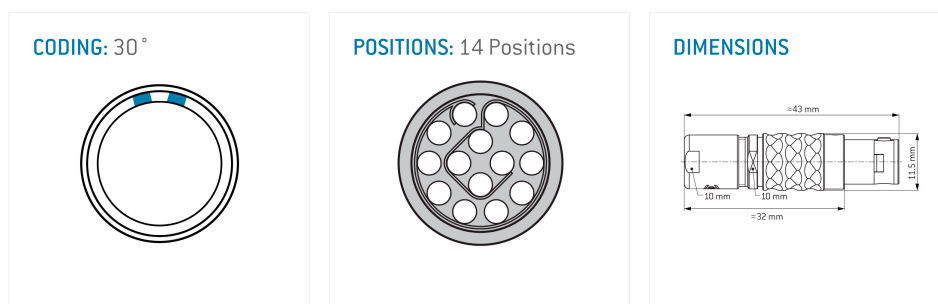 CODING: 30°
POSITIONS: 14 Positions
DIMENSIONS
≈43 mm
11.5 mm
10 mm
10 mm
≈32 mm